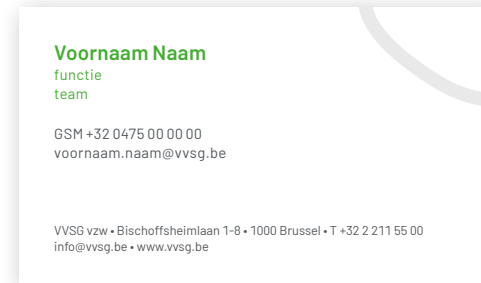 Voornaam Naam
functie
team
GSM +32 0475 00 00 00
voornaam.naam@vvsg.be
VVSG vzw • Bischoffsheimlaan 1-8 • 1000 Brussel • T +32 2 211 55 00
info@vvsg.be • www.vvsg.be